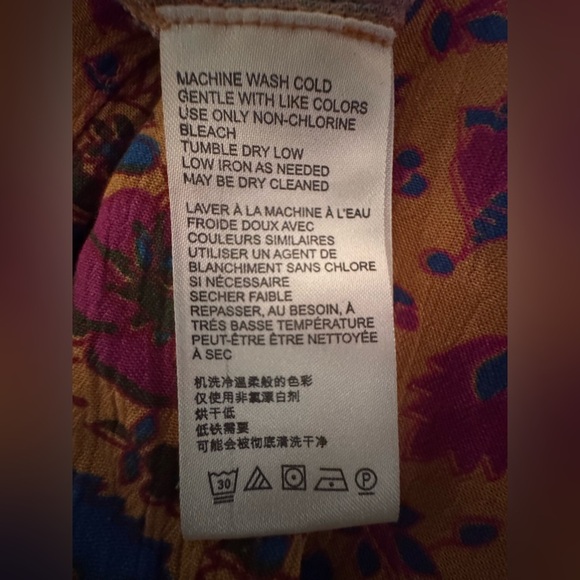 MACHINE WASH COLD
GENTLE WITH LIKE COLORS
USE ONLY NON-CHLORINE
BLEACH
TUMBLE DRY LOW
LOW IRON AS NEEDED
MAY BE DRY CLEANED
LAVER À LA MACHINE À L'EAU
FROIDE DOUX AVEC
COULEURS SIMILAIRES
UTILISER UN AGENT DE
BLANCHIMENT SANS CHLORE
SI NÉCESSAIRE
SECHER FAIBLE
REPASSER, AU BESOIN, À
TRÈS BASSE TEMPÉRATURE
PEUT-ÊTRE ÊTRE NETTOYÉE
À SEC
机洗冷温柔般的色彩
仅使用非氯漂白剂
烘干低
低铁需要
可能会被彻底清洗干净
30 P